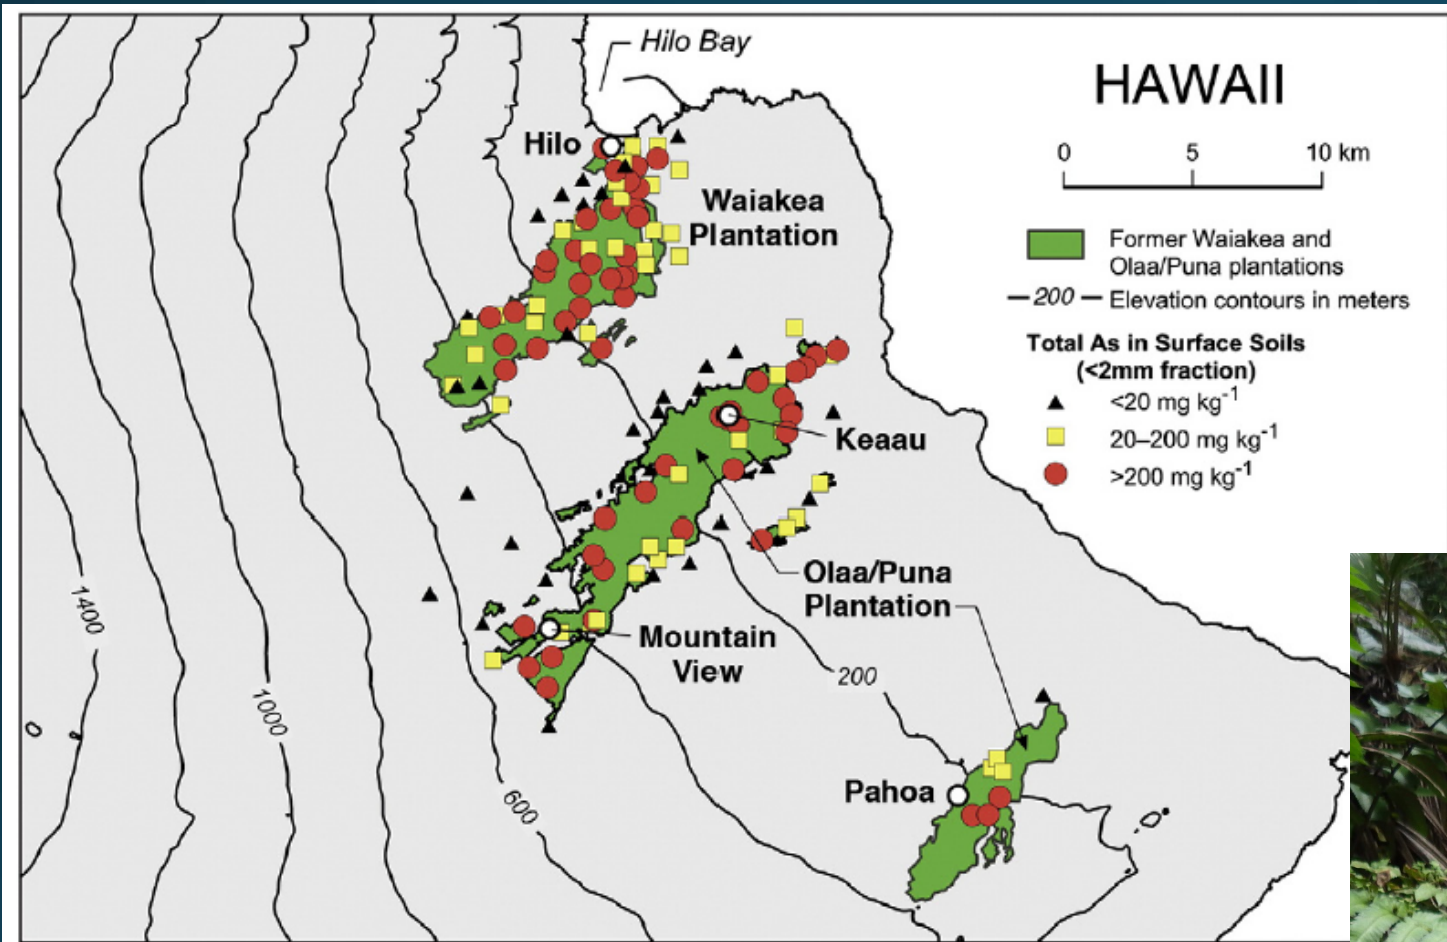 Hilo Bay
HAWAII
0 5 10 km
Hilo
Waiakea
Plantation
Former Waiakea and
Olaa/Puna plantations
200 Elevation contours in meters
Total As in Surface Soils
(<2mm fraction)
<20 mg kg-1
20–200 mg kg-1
>200 mg kg-1
Keaau
Olaa/Puna
Plantation
1400
Mountain
View
200
1000
600
Pahoa